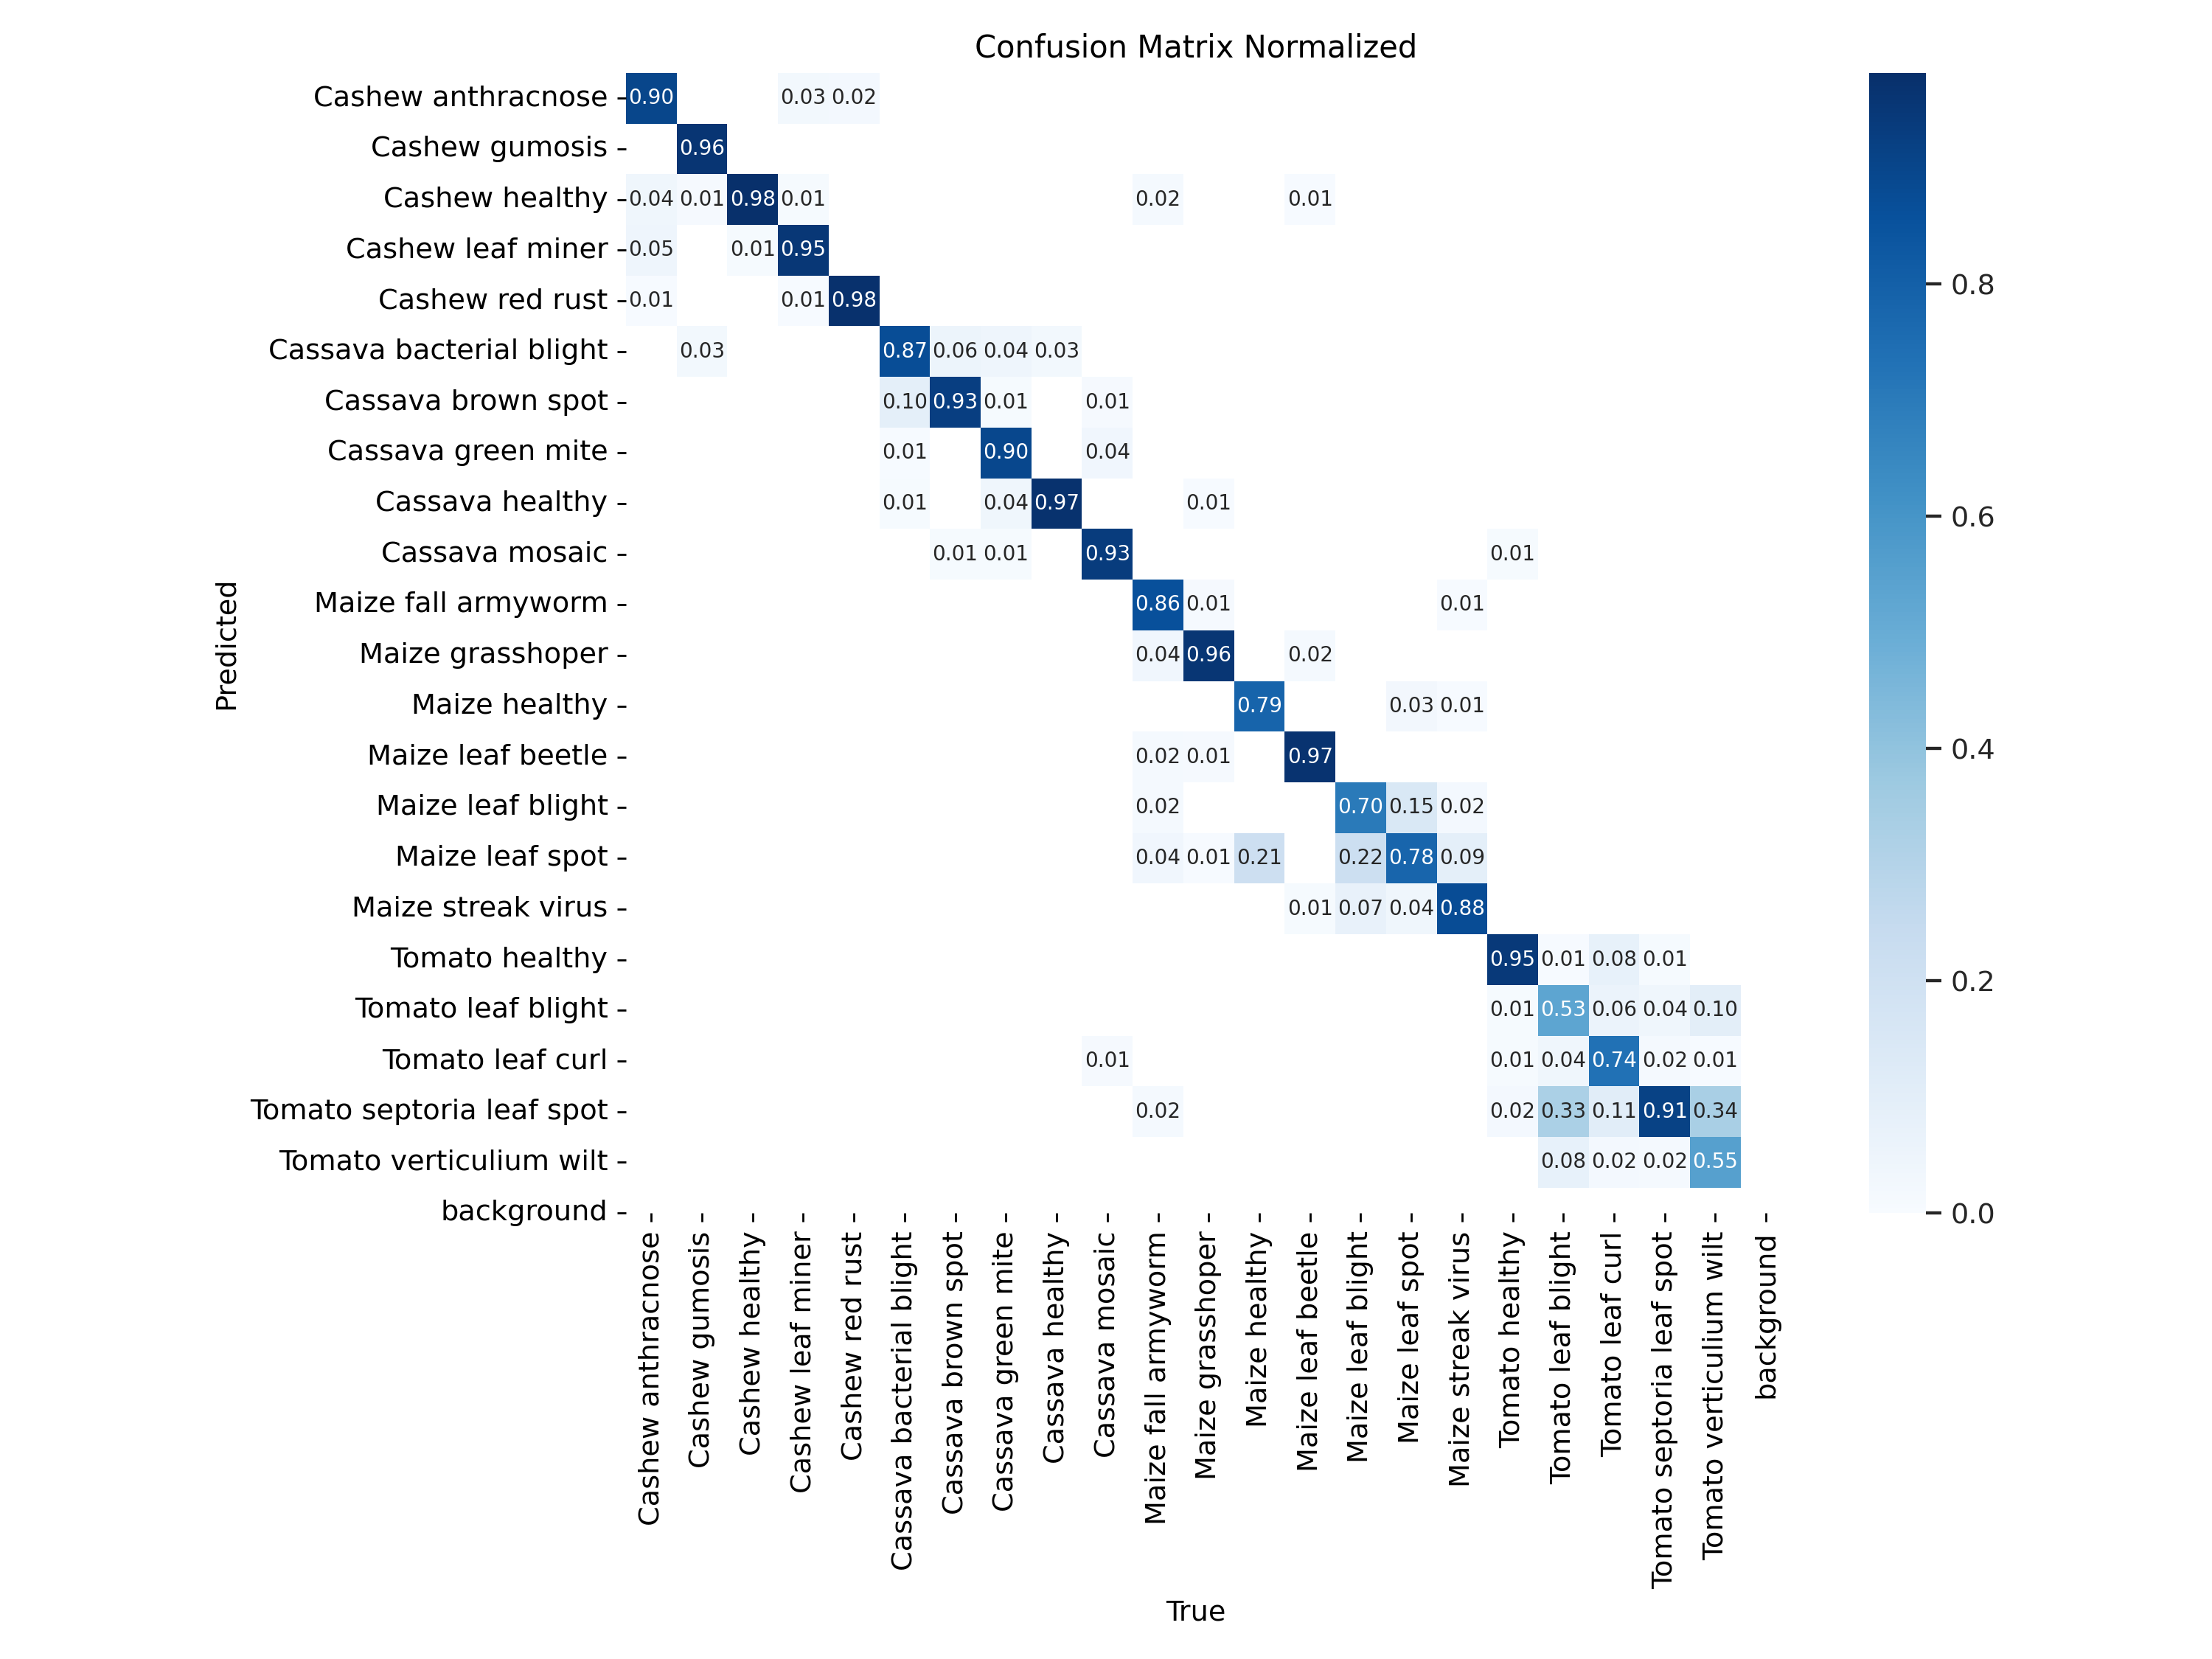 Confusion Matrix Normalized
Cashew anthracnose 0.90 0.03 0.02
Cashew gumosis 0.96
Cashew healthy 0.04 0.01 0.98 0.01 0.02 0.01
Cashew leaf miner 0.05 0.01 0.95
Cashew red rust 0.01 0.01 0.98
Cassava bacterial blight 0.03 0.87 0.06 0.04 0.03
Cassava brown spot 0.10 0.93 0.01 0.01
Cassava green mite 0.01 0.90 0.04
Cassava healthy 0.01 0.04 0.97 0.01
Cassava mosaic 0.01 0.01 0.93 0.01
Maize fall armyworm 0.86 0.01 0.01
Maize grasshoper 0.04 0.96 0.02
Maize healthy 0.79 0.03 0.01
Maize leaf beetle 0.02 0.01 0.97
Maize leaf blight 0.02 0.70 0.15 0.02
Maize leaf spot 0.04 0.01 0.21 0.22 0.78 0.09
Maize streak virus 0.01 0.07 0.04 0.88
Tomato healthy 0.95 0.01 0.08 0.01
Tomato leaf blight 0.01 0.53 0.06 0.04 0.10
Tomato leaf curl 0.01 0.01 0.04 0.74 0.02 0.01
Tomato septoria leaf spot 0.02 0.02 0.33 0.11 0.91 0.34
Tomato verticulium wilt 0.08 0.02 0.02 0.55
background
Predicted
Cashew anthracnose
Cashew gumosis
Cashew healthy
Cashew leaf miner
Cashew red rust
Cassava bacterial blight
Cassava brown spot
Cassava green mite
Cassava healthy
Cassava mosaic
Maize fall armyworm
Maize grasshoper
Maize healthy
Maize leaf beetle
Maize leaf blight
Maize leaf spot
Maize streak virus
Tomato healthy
Tomato leaf blight
Tomato leaf curl
Tomato septoria leaf spot
Tomato verticulium wilt
background
True
0.8
0.6
0.4
0.2
0.0